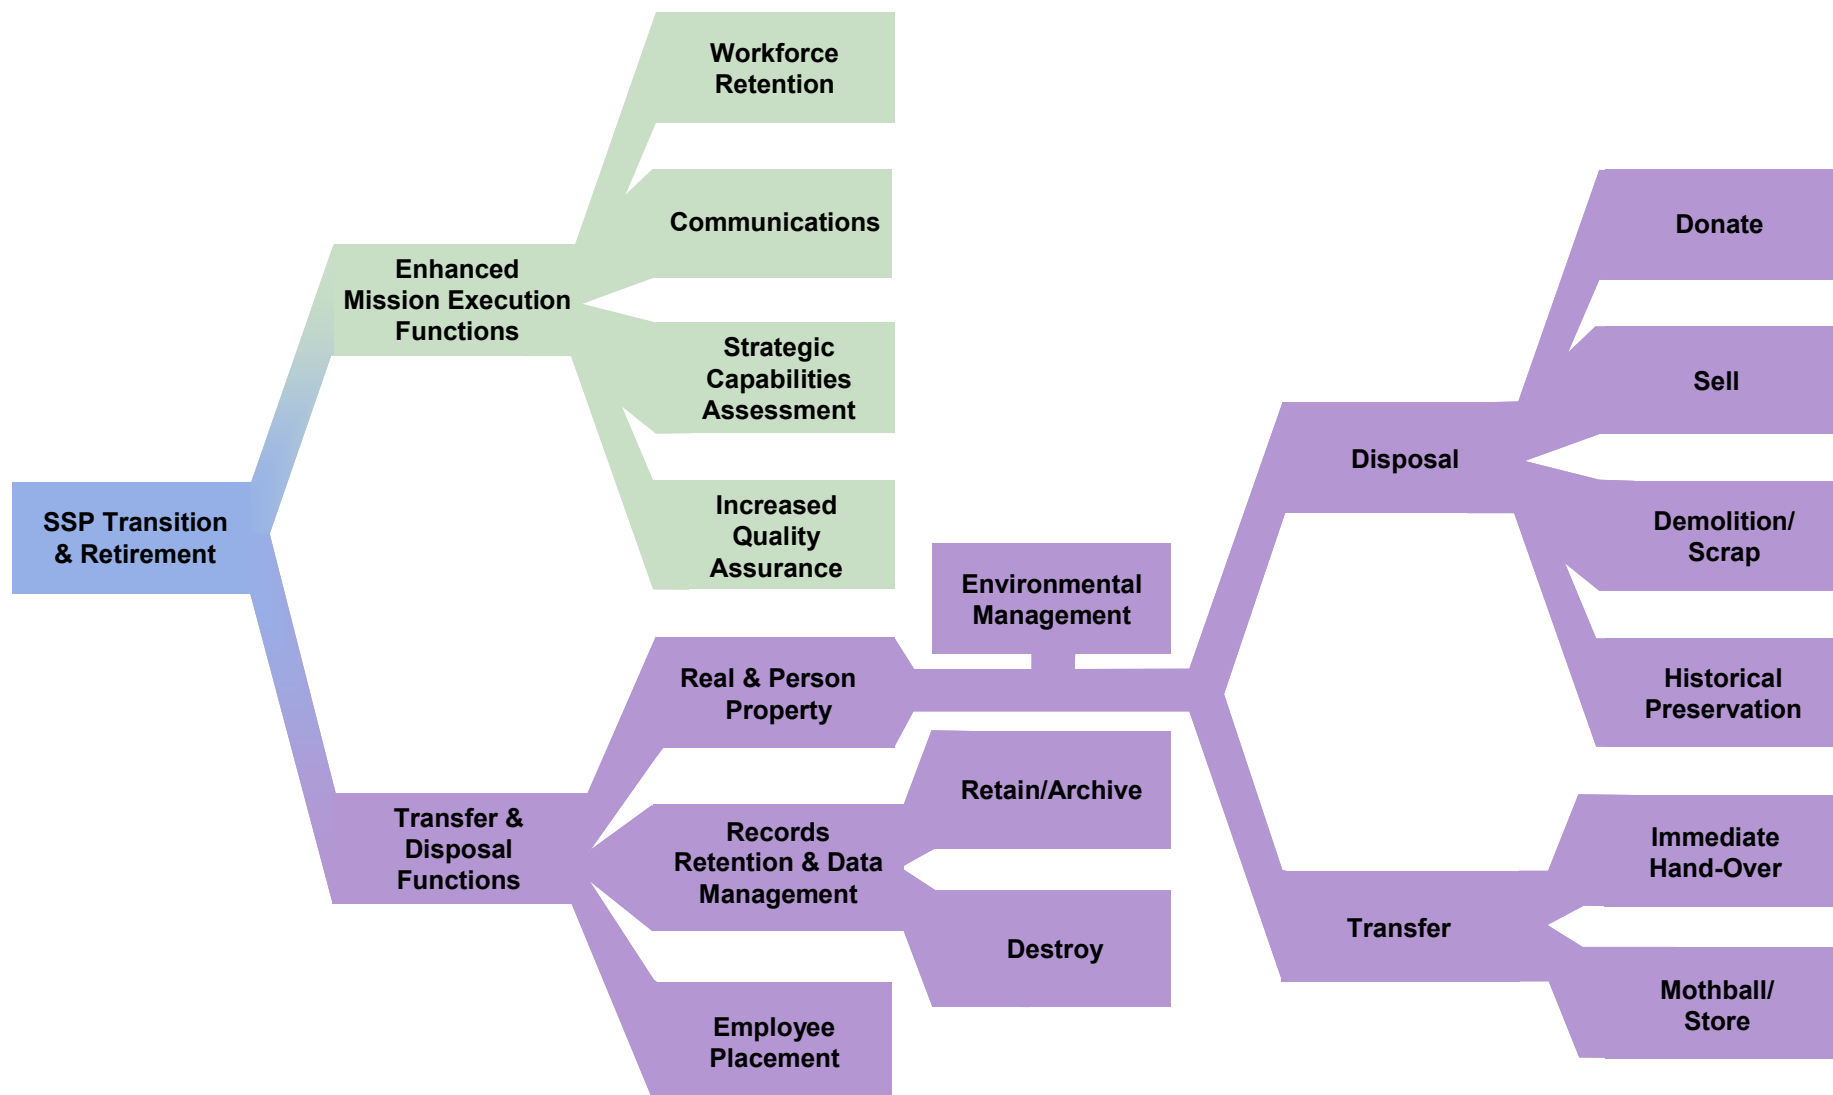 Workforce
Retention
Communications
Enhanced
Mission Execution
Functions
Strategic
Capabilities
Assessment
Increased
Quality
Assurance
SSP Transition
& Retirement
Environmental
Management
Real & Person
Property
Transfer &
Disposal
Functions
Records
Retention & Data
Management
Retain/Archive
Destroy
Employee
Placement
Disposal
Donate
Sell
Demolition/
Scrap
Historical
Preservation
Transfer
Immediate
Hand-Over
Mothball/
Store